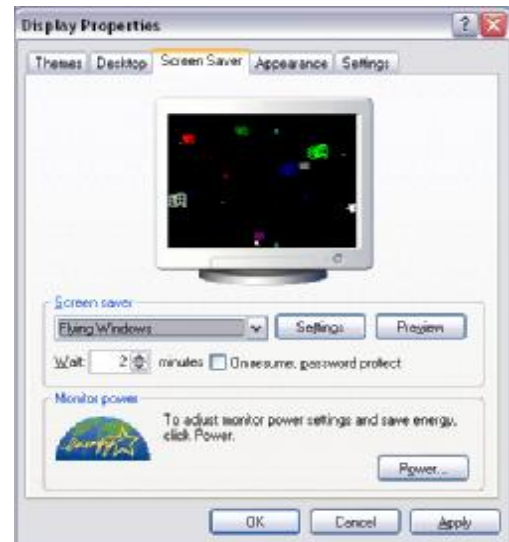 Display Properties
Themes Desktop Screen Saver Appearance Settings
Screen saver
Flying Windows Settings Preview
Wait: 2 minutes On resume, password protect
Monitor power
To adjust monitor power settings and save energy,
click Power.
energy
Power...
OK Cancel Apply